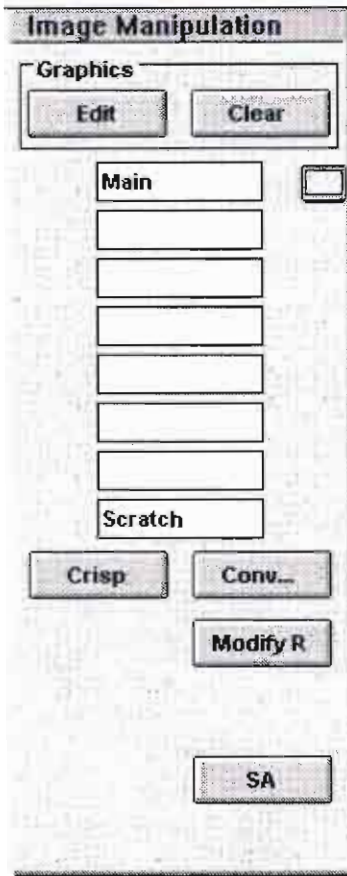 Image Manipulation
Graphics
Edit Clear
Main
Scratch
Crisp Conv...
Modify R
SA